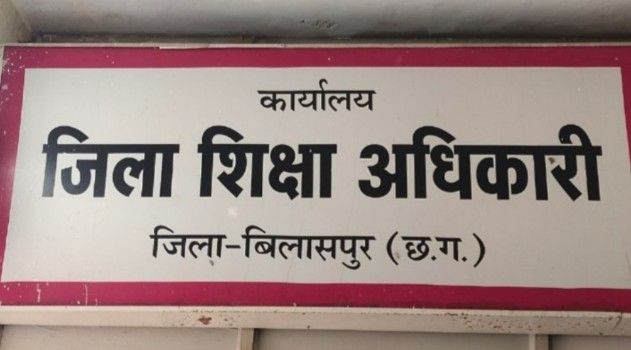 कार्यालय
जिला शिक्षा अधिकारी
जिला-बिलासपुर (छ.ग.)